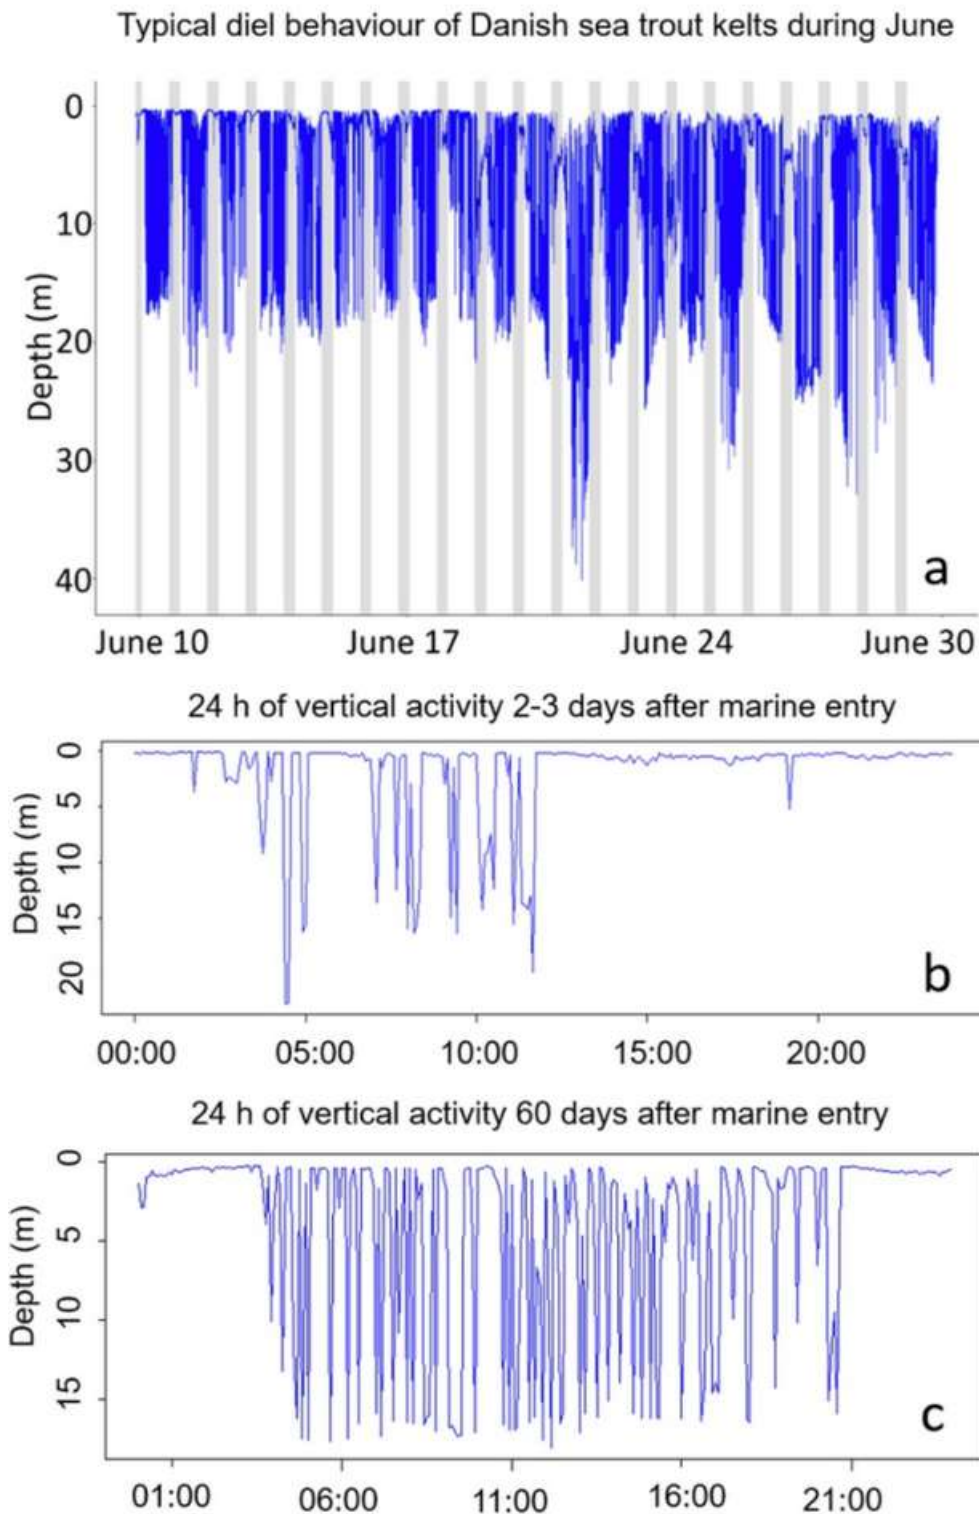 Typical diel behaviour of Danish sea trout kelts during June
0
10
20
30
40
Depth (m)
a
June 10 June 17 June 24 June 30
24 h of vertical activity 2-3 days after marine entry
0
5
10
15
20
Depth (m)
b
00:00 05:00 10:00 15:00 20:00
24 h of vertical activity 60 days after marine entry
0
5
10
15
Depth (m)
c
01:00 06:00 11:00 16:00 21:00